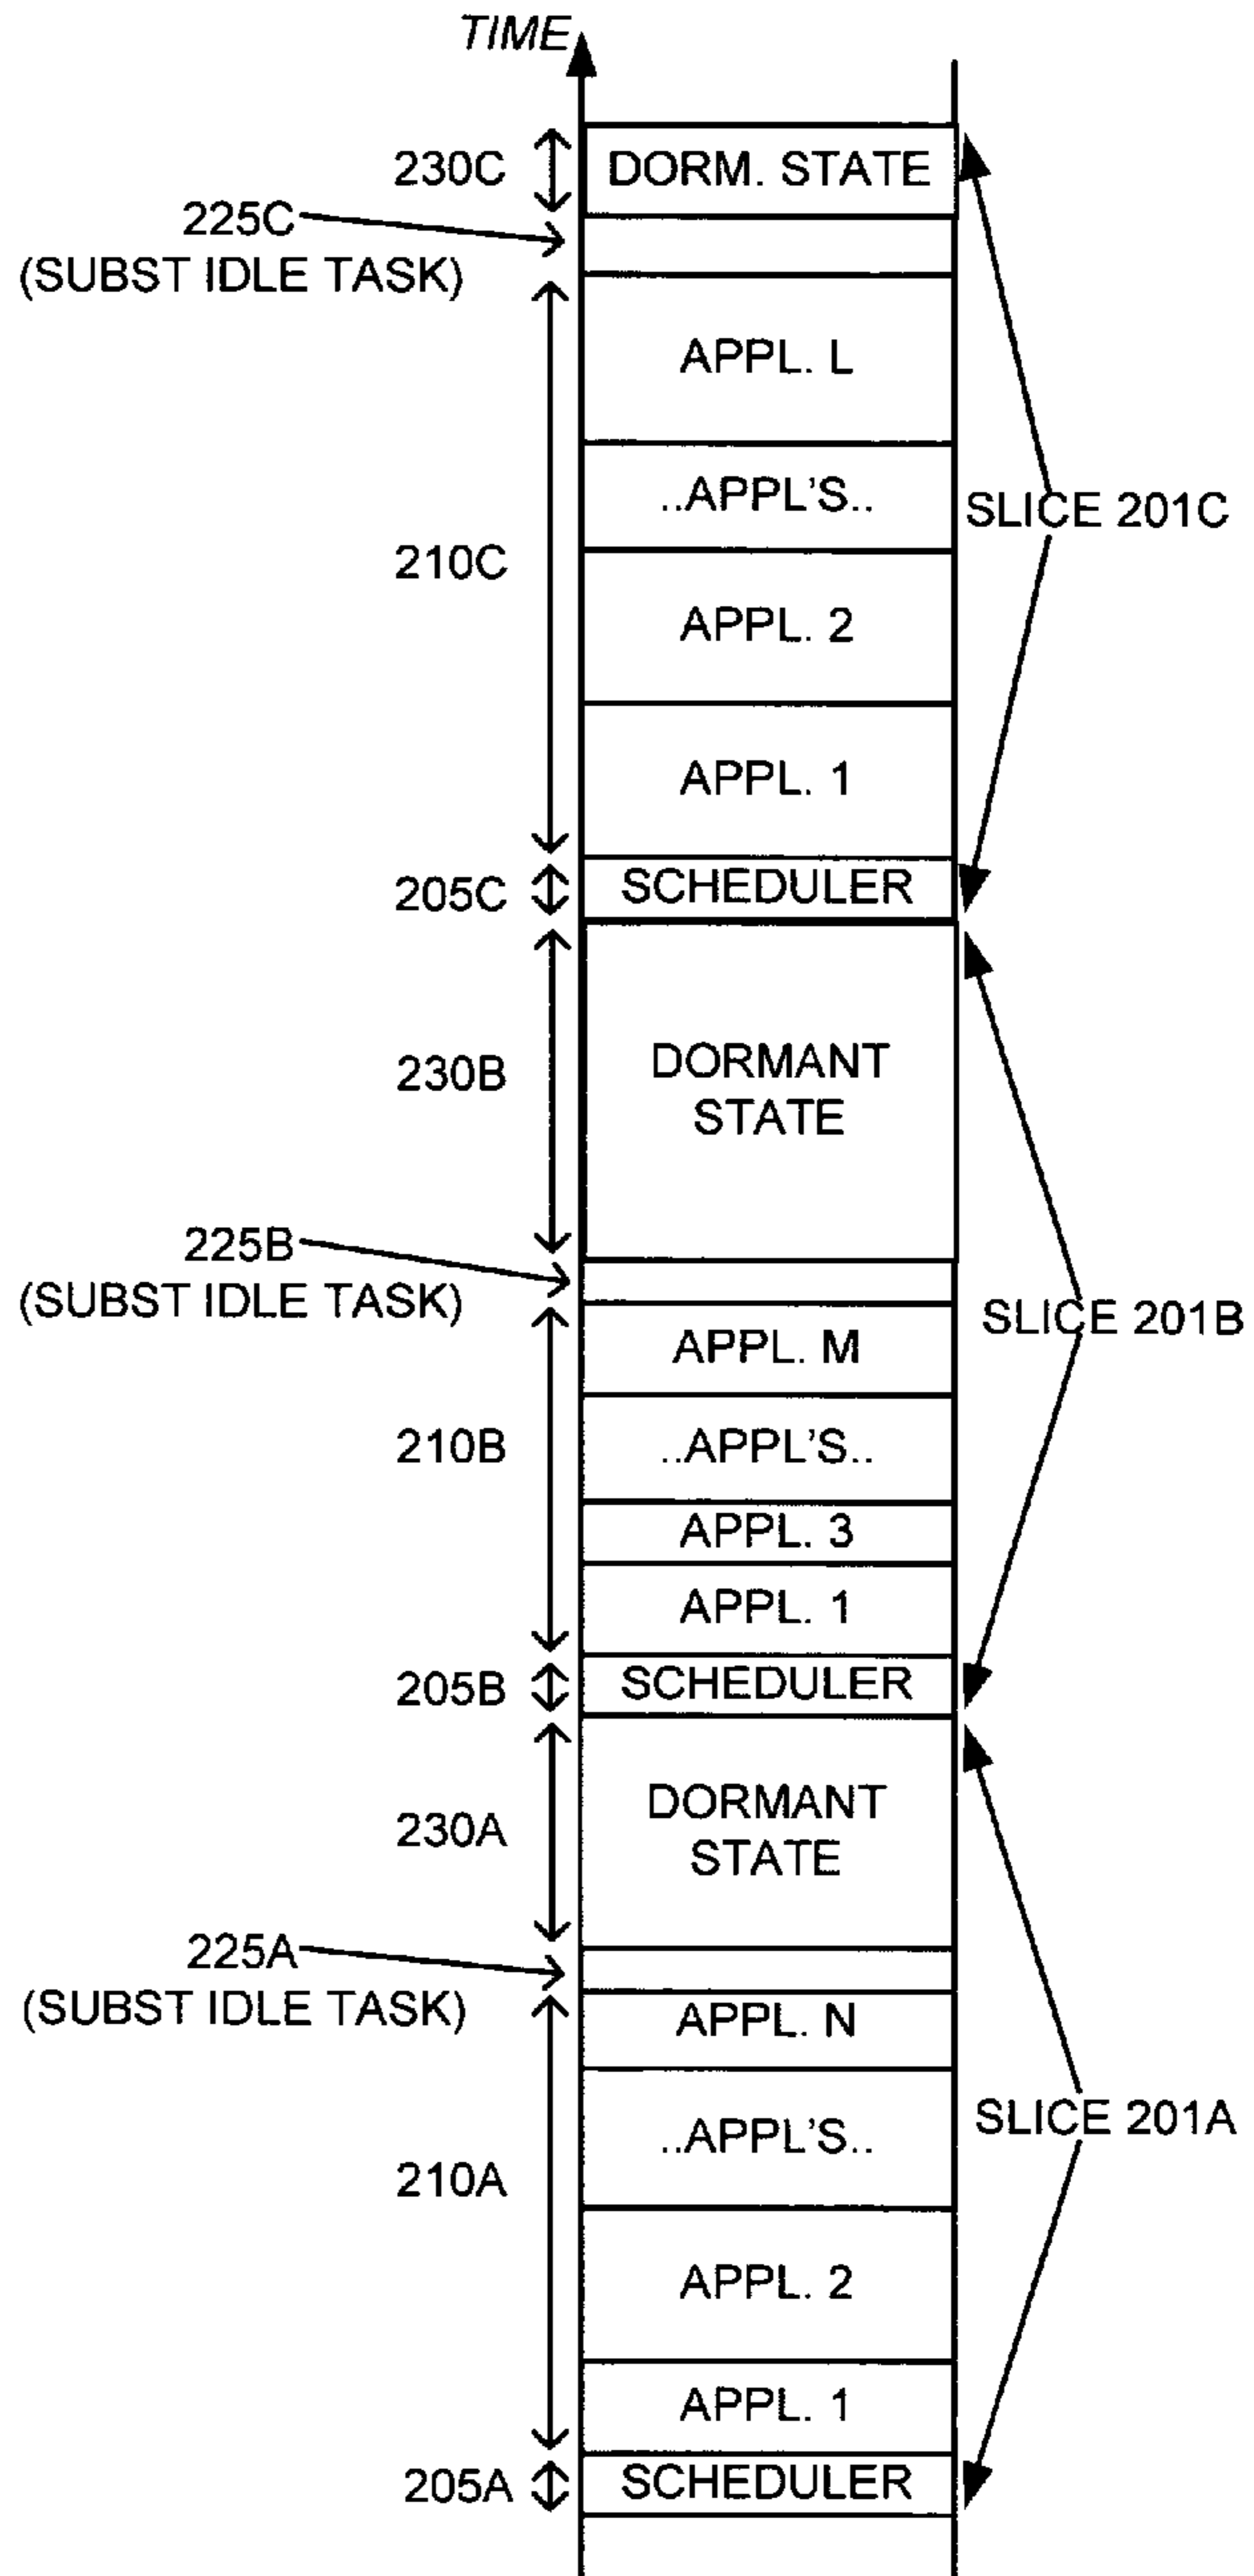 TIME
230C
DORM. STATE
225C
(SUBST IDLE TASK)
APPL. L
..APPL'S..
SLICE 201C
210C
APPL. 2
APPL. 1
205C
SCHEDULER
230B
DORMANT
STATE
225B
(SUBST IDLE TASK)
SLICE 201B
APPL. M
210B
..APPL'S..
APPL. 3
APPL. 1
205B
SCHEDULER
230A
DORMANT
STATE
225A
(SUBST IDLE TASK)
APPL. N
SLICE 201A
..APPL'S..
210A
APPL. 2
APPL. 1
205A
SCHEDULER